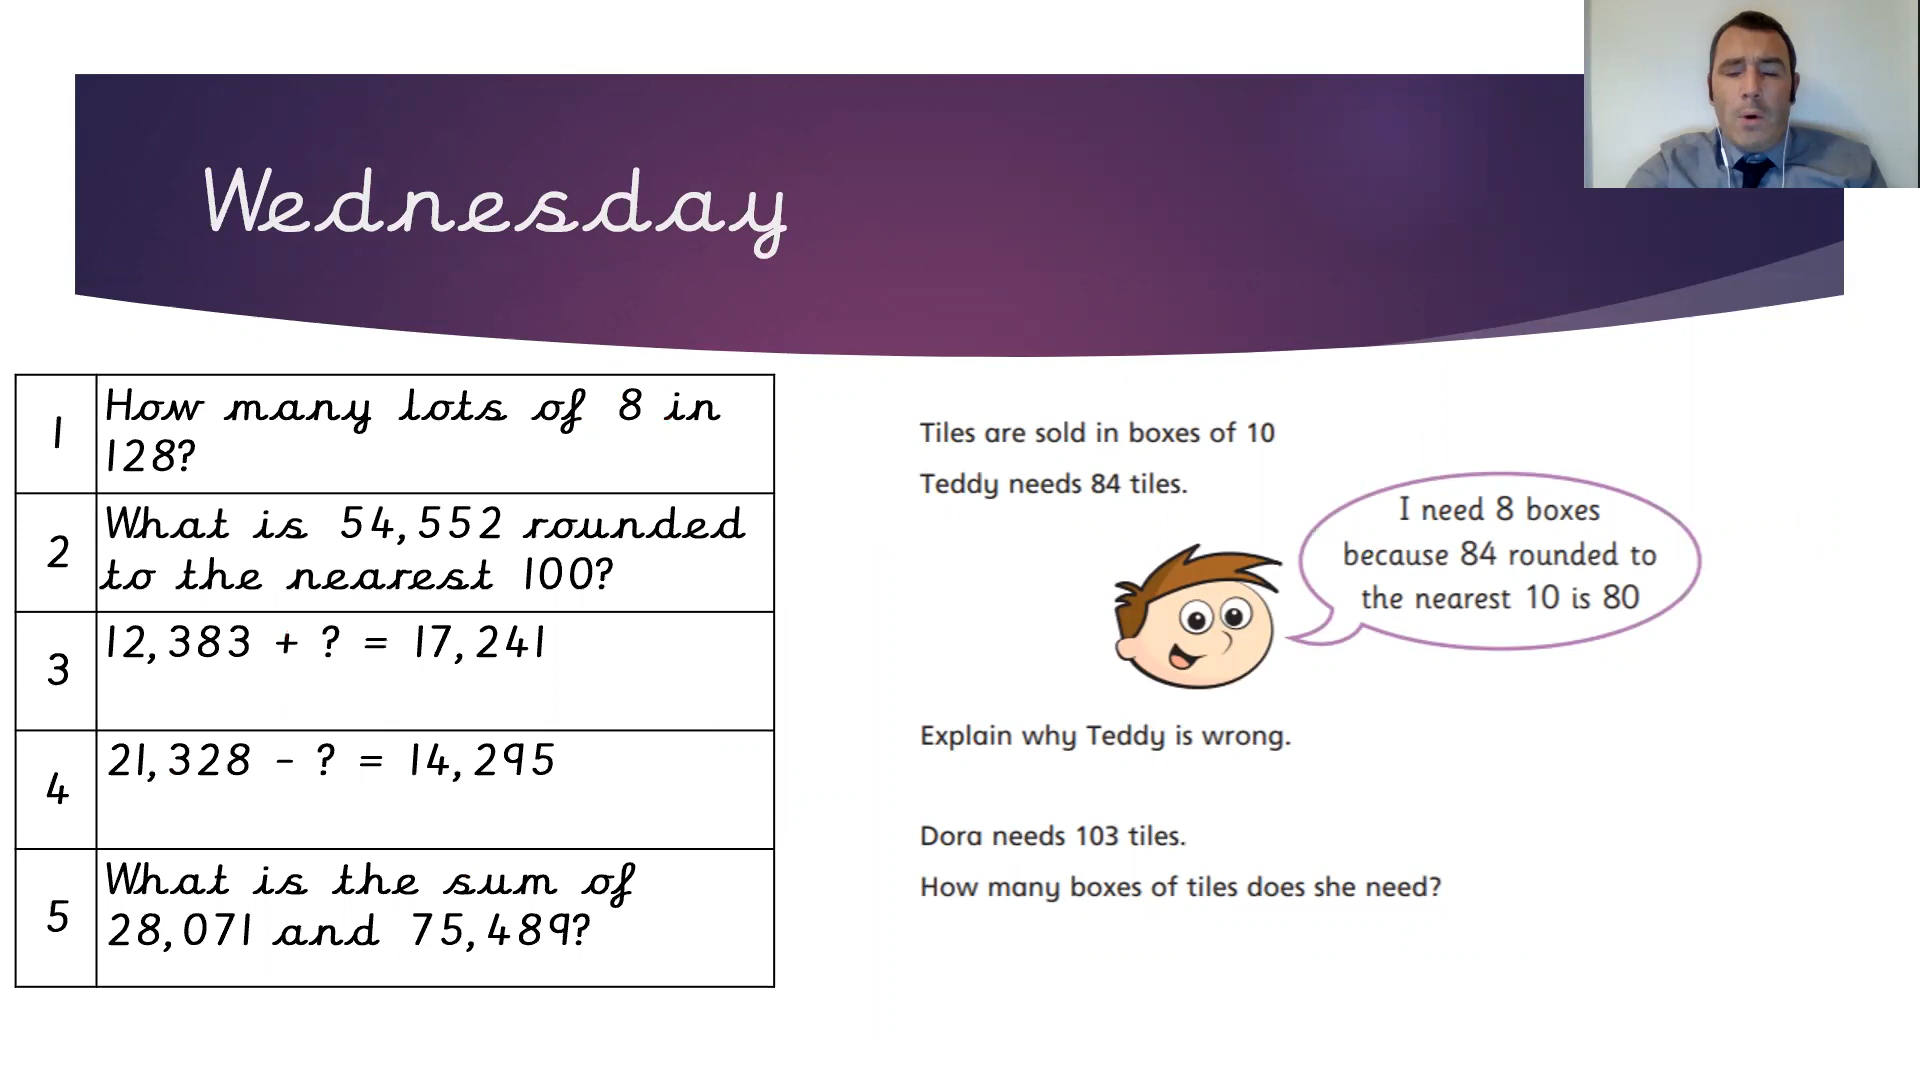 Wednesday
1
How many lots of 8 in
128?
2
What is 54,552 rounded
to the nearest 100?
3
12,383 + ? = 17,241
4
21,328 - ? = 14,295
5
What is the sum of
28,071 and 75,489?
Tiles are sold in boxes of 10
Teddy needs 84 tiles.
I need 8 boxes
because 84 rounded to
the nearest 10 is 80
Explain why Teddy is wrong.
Dora needs 103 tiles.
How many boxes of tiles does she need?